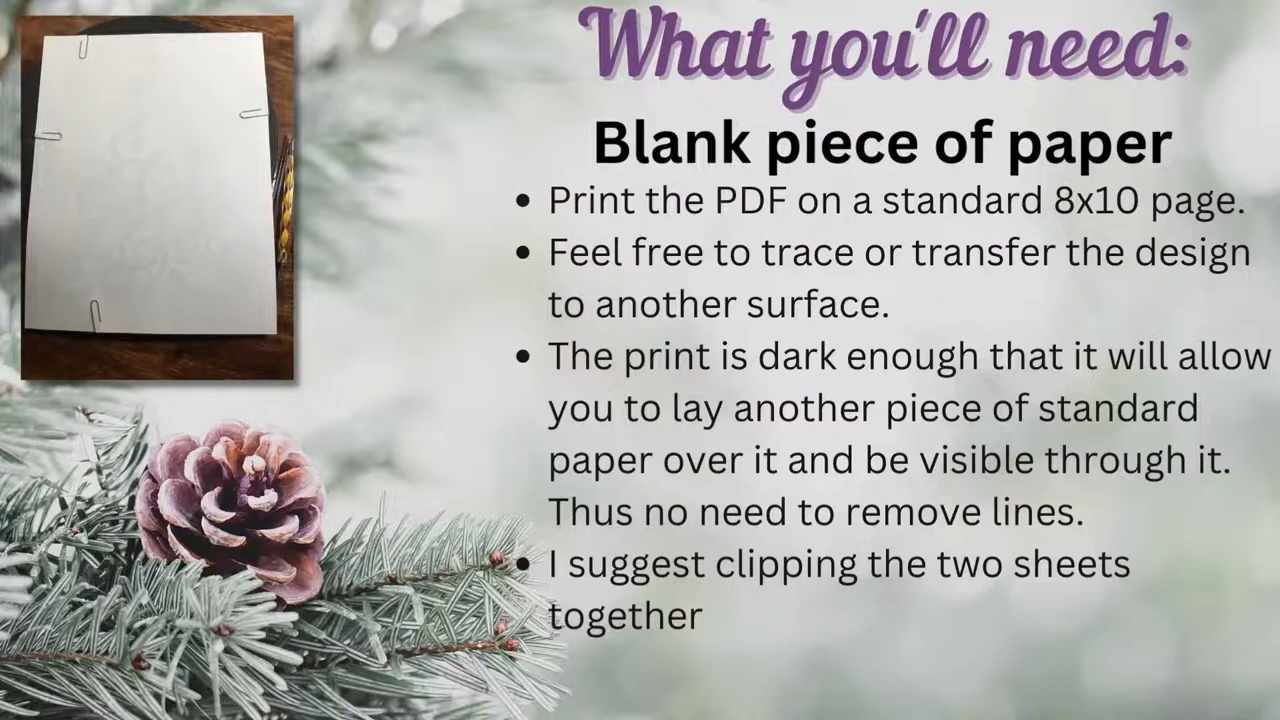 What you'll need:
Blank piece of paper
• Print the PDF on a standard 8x10 page.
• Feel free to trace or transfer the design
to another surface.
• The print is dark enough that it will allow
you to lay another piece of standard
paper over it and be visible through it.
Thus no need to remove lines.
• I suggest clipping the two sheets
together